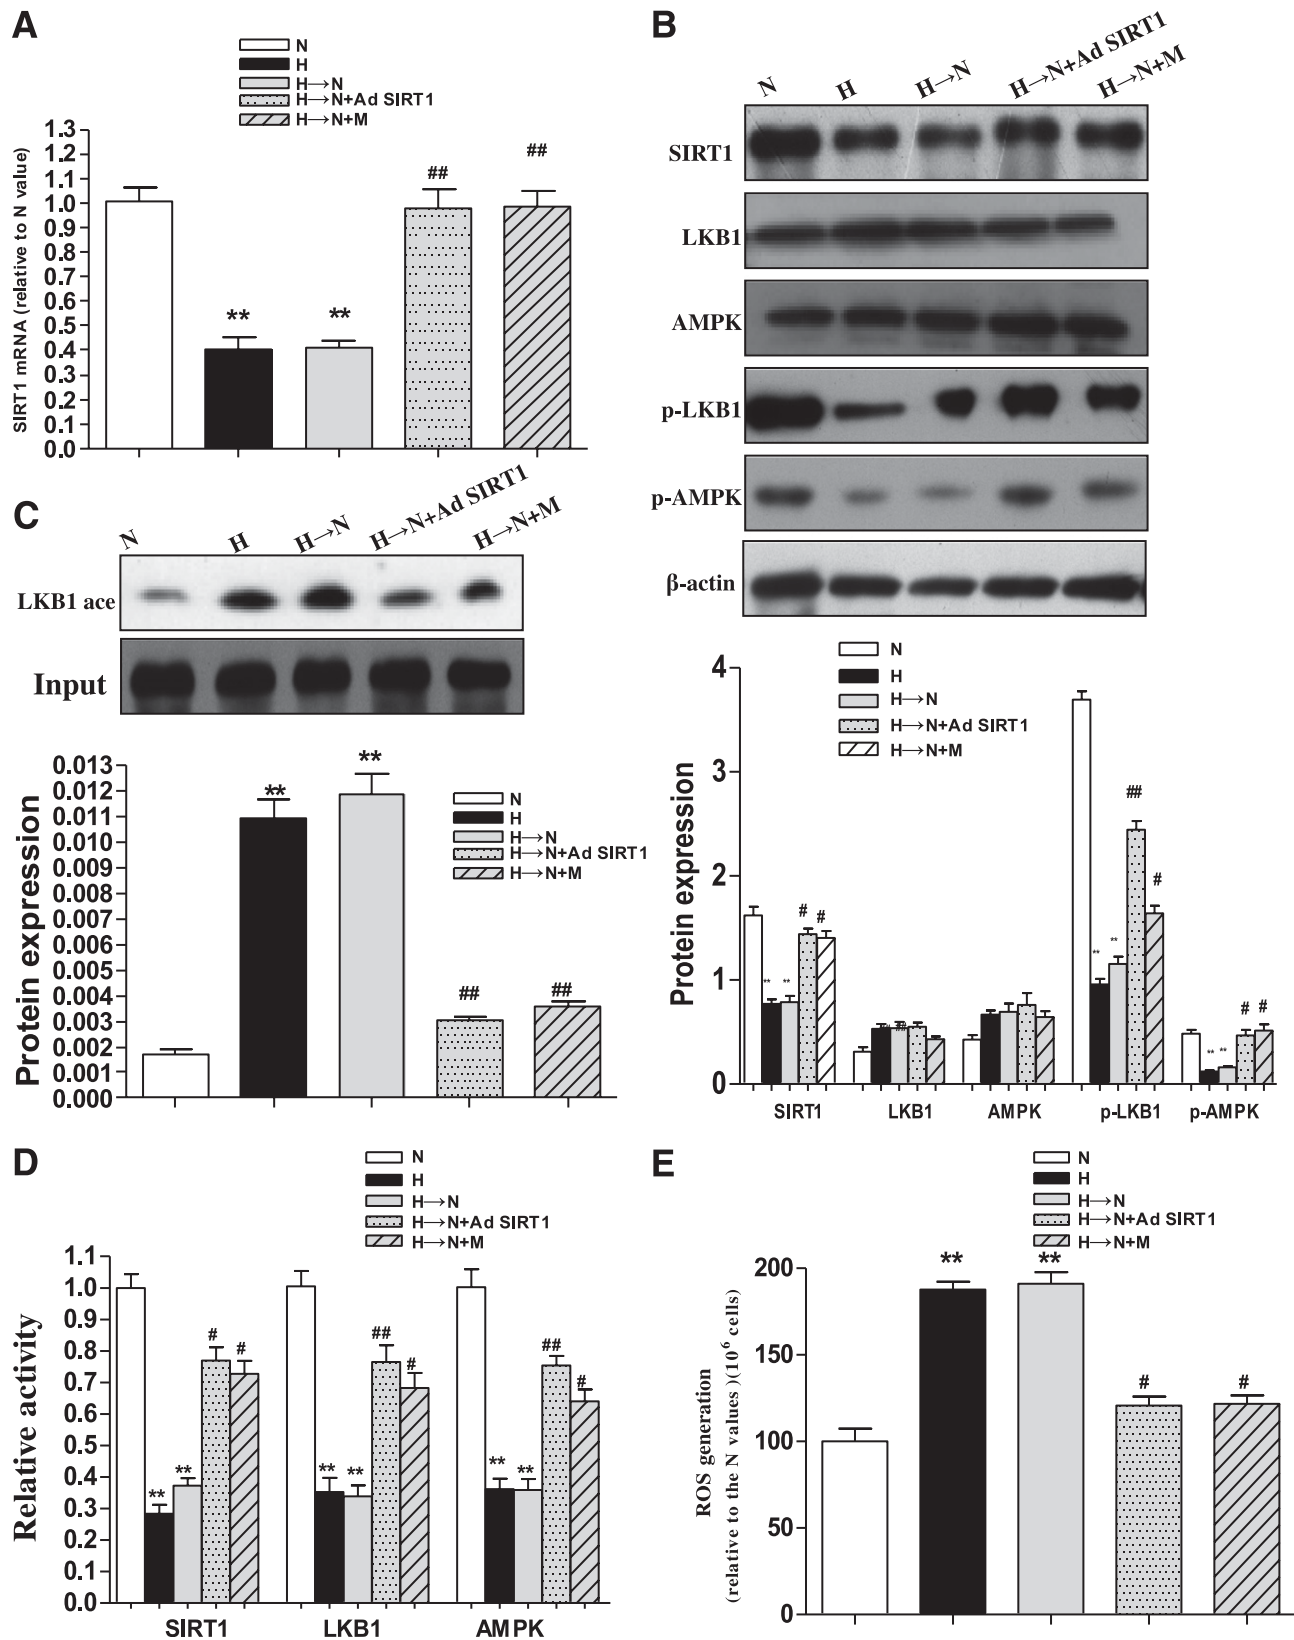 A
N
H
H→N
H→N+Ad SIRT1
H→N+M
SIRT1 mRNA (relative to N value)
1.3
1.2
1.1
1.0
0.9
0.8
0.7
0.6
0.5
0.4
0.3
0.2
0.1
0.0
** ** ## ##
B
N H H→N H→N+Ad SIRT1 H→N+M
SIRT1
LKB1
AMPK
p-LKB1
p-AMPK
β-actin
N
H
H→N
H→N+Ad SIRT1
H→N+M
Protein expression
4
3
2
1
0
** ** # #
##
** ** ## #
** ** # #
SIRT1 LKB1 AMPK p-LKB1 p-AMPK
C
N H H→N H→N+Ad SIRT1 H→N+M
LKB1 ace
Input
Protein expression
0.013
0.012
0.011
0.010
0.009
0.008
0.007
0.006
0.005
0.004
0.003
0.002
0.001
0.000
** ** ## ##
N
H
H→N
H→N+Ad SIRT1
H→N+M
D
N
H
H→N
H→N+Ad SIRT1
H→N+M
Relative activity
1.1
1.0
0.9
0.8
0.7
0.6
0.5
0.4
0.3
0.2
0.1
0.0
** ** # #
** ** ## #
** ** ## #
SIRT1 LKB1 AMPK
E
N
H
H→N
H→N+Ad SIRT1
H→N+M
ROS generation
(relative to the N values )(10⁶ cells)
200
150
100
50
0
** ** # #